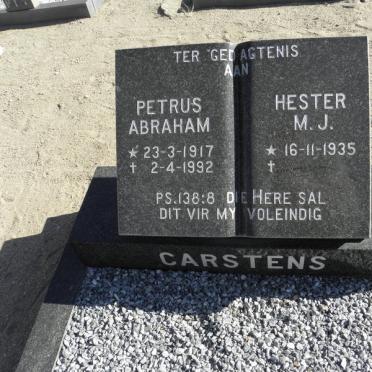 TER GEDAGTENIS
AAN
PETRUS
ABRAHAM
★ 23-3-1917
† 2-4-1992
HESTER
M.J.
★ 16-11-1935
†
PS.138:8 DIE HERE SAL
DIT VIR MY VOLEINDIG
CARSTENS